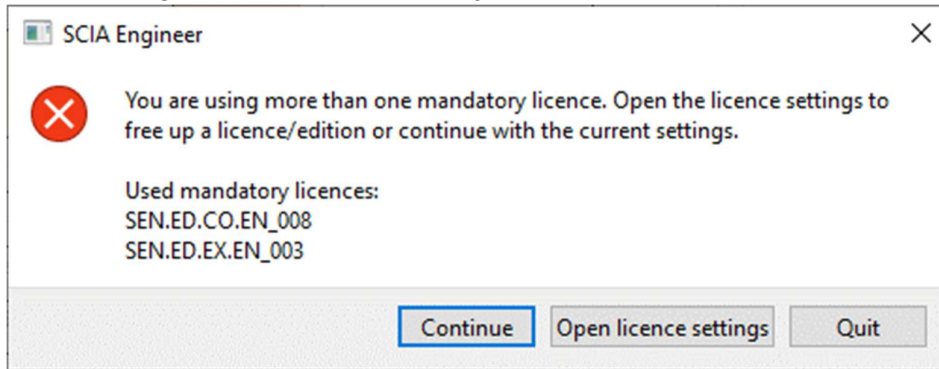 SCIA Engineer
You are using more than one mandatory licence. Open the licence settings to
free up a licence/edition or continue with the current settings.
Used mandatory licences:
SEN.ED.CO.EN_008
SEN.ED.EX.EN_003
Continue Open licence settings Quit